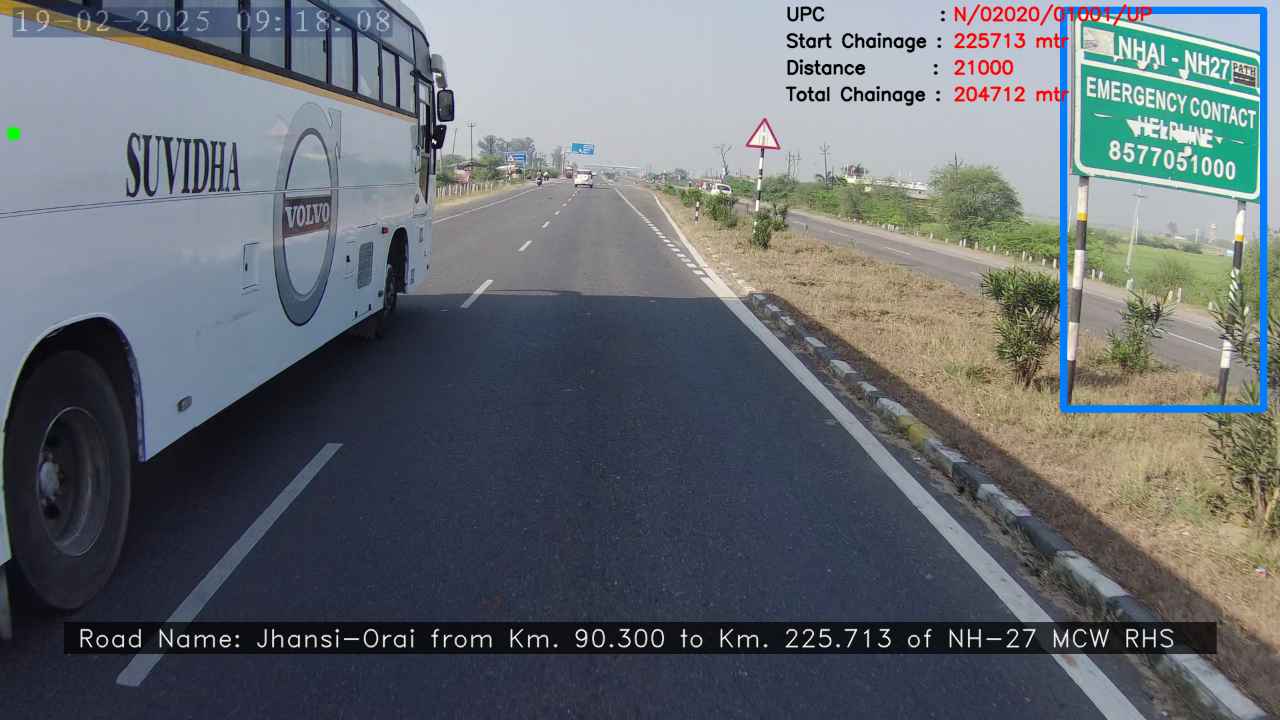 19-02-2025 09:18:08
UPC : N/02020/01001/UP
Start Chainage : 225713 mtr
Distance : 21000
Total Chainage : 204712 mtr
NHAI - NH27
PATH
EMERGENCY CONTACT
HELPLINE
8577051000
SUVIDHA
VOLVO
Road Name: Jhansi-Orai from Km. 90.300 to Km. 225.713 of NH-27 MCW RHS